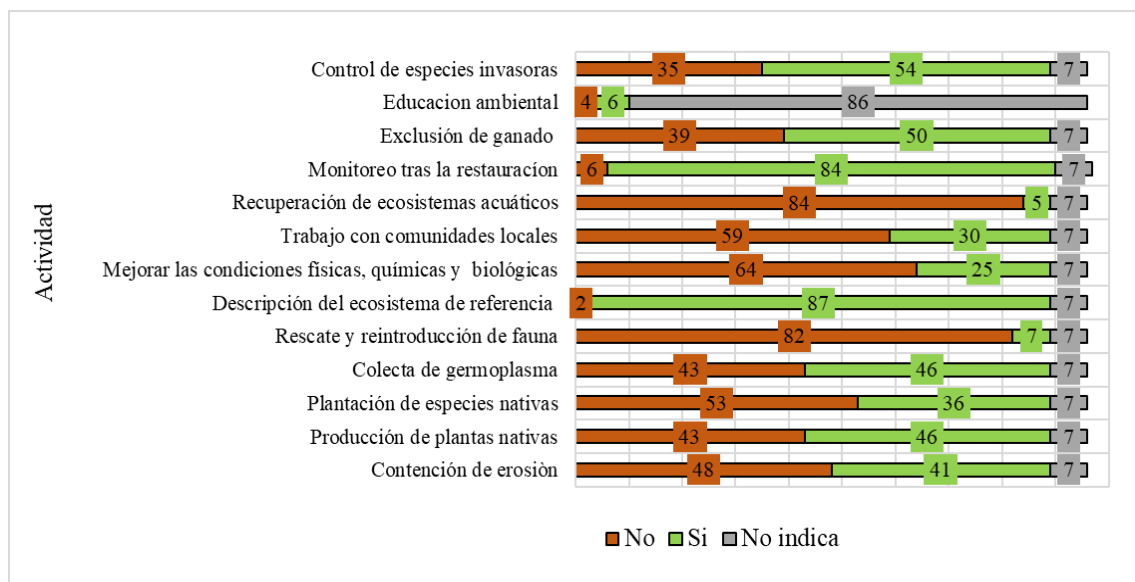 Control de especies invasoras 35 54 7
Educacion ambiental 4 6 86
Exclusión de ganado 39 50 7
Monitoreo tras la restauracíon 6 84 7
Recuperación de ecosistemas acuáticos 84 5 7
Trabajo con comunidades locales 59 30 7
Mejorar las condiciones físicas, químicas y biológicas 64 25 7
Descripción del ecosistema de referencia 2 87 7
Rescate y reintroducción de fauna 82 7 7
Colecta de germoplasma 43 46 7
Plantación de especies nativas 53 36 7
Producción de plantas nativas 43 46 7
Contención de erosiòn 48 41 7
Actividad
No Si No indica